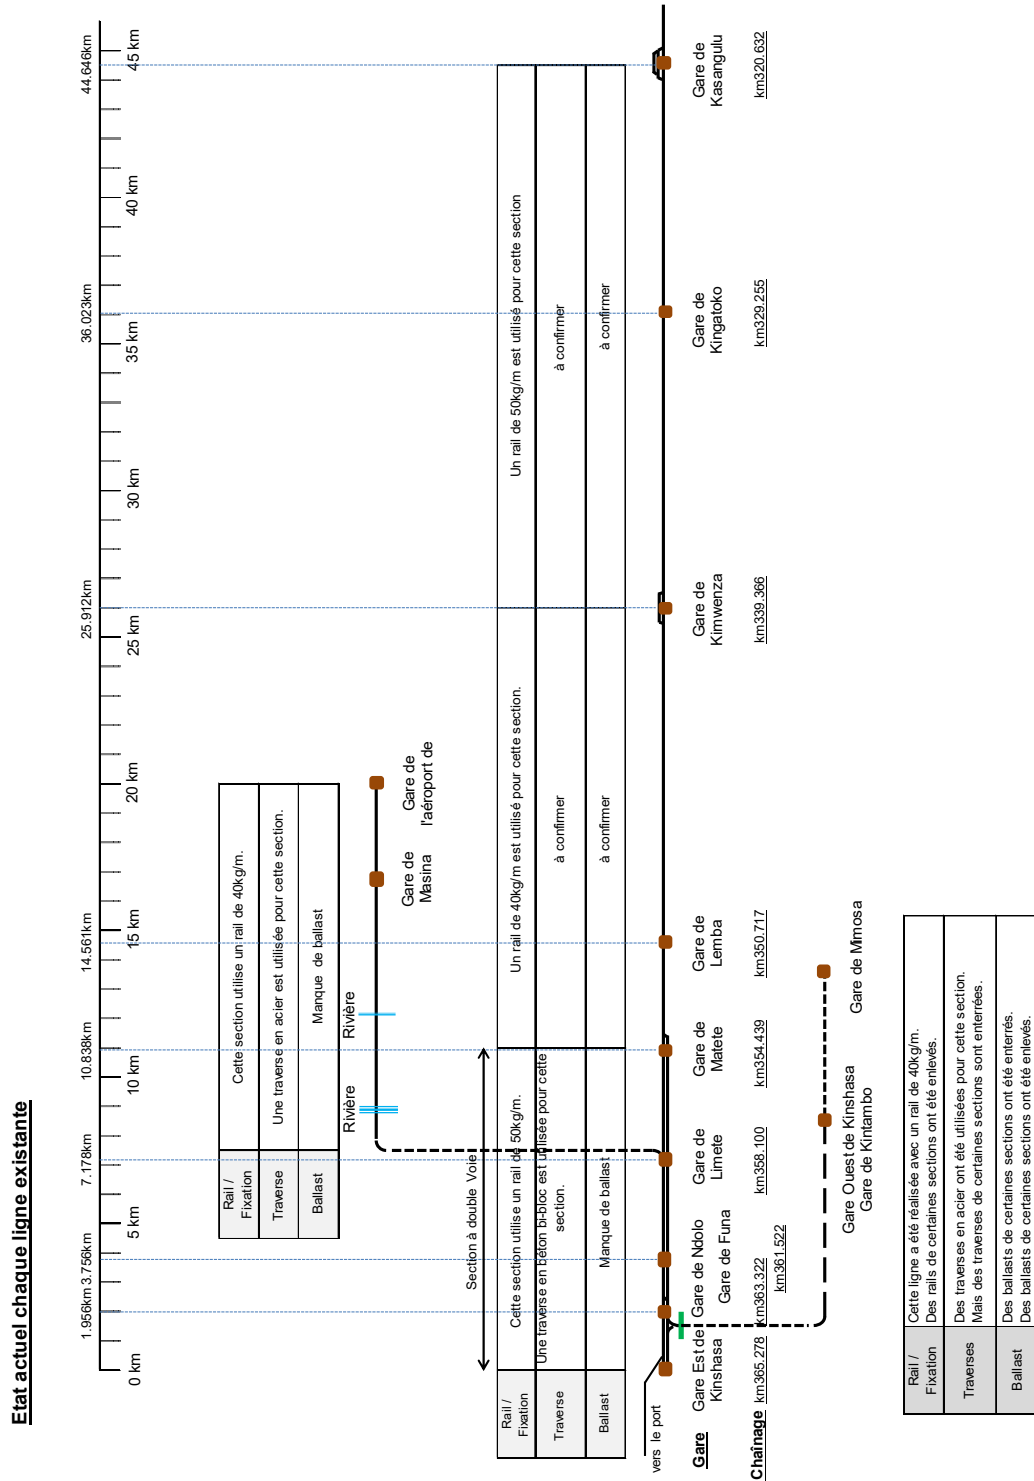 Etat actuel chaque ligne existante
1.956km
3.756km
7.178km
10.838km
14.561km
25.912km
36.023km
44.646km
0 km
5 km
10 km
15 km
20 km
25 km
30 km
35 km
40 km
45 km
Rail /
Fixation
Cette section utilise un rail de 40kg/m.
Traverse
Une traverse en acier est utilisée pour cette section.
Ballast
Manque de ballast
Rivière
Rivière
Gare de
Masina
Gare de
l'aéroport de
Section à double Voie
Rail /
Fixation
Cette section utilise un rail de 50kg/m.
Un rail de 40kg/m est utilisé pour cette section.
Un rail de 50kg/m est utilisé pour cette section
Traverse
Une traverse en béton bi-bloc est utilisée pour cette
section.
à confirmer
à confirmer
Ballast
Manque de ballast
à confirmer
à confirmer
vers le port
Gare
Gare Est de
Kinshasa
Gare de Ndolo
Gare de Funa
Gare de
Limete
Gare de
Matete
Gare de
Lemba
Gare de
Kimwenza
Gare de
Kingatoko
Gare de
Kasangulu
Chaînage
km365.278
km363.322
km361.522
km358.100
km354.439
km350.717
km339.366
km329.255
km320.632
Gare Ouest de Kinshasa
Gare de Kintambo
Gare de Mimosa
Rail /
Fixation
Cette ligne a été réalisée avec un rail de 40kg/m.
Des rails de certaines sections ont été enlevés.
Traverses
Des traverses en acier ont été utilisées pour cette section.
Mais des traverses de certaines sections sont enterrées.
Ballast
Des ballasts de certaines sections ont été enterrés.
Des ballasts de certaines sections ont été enlevés.